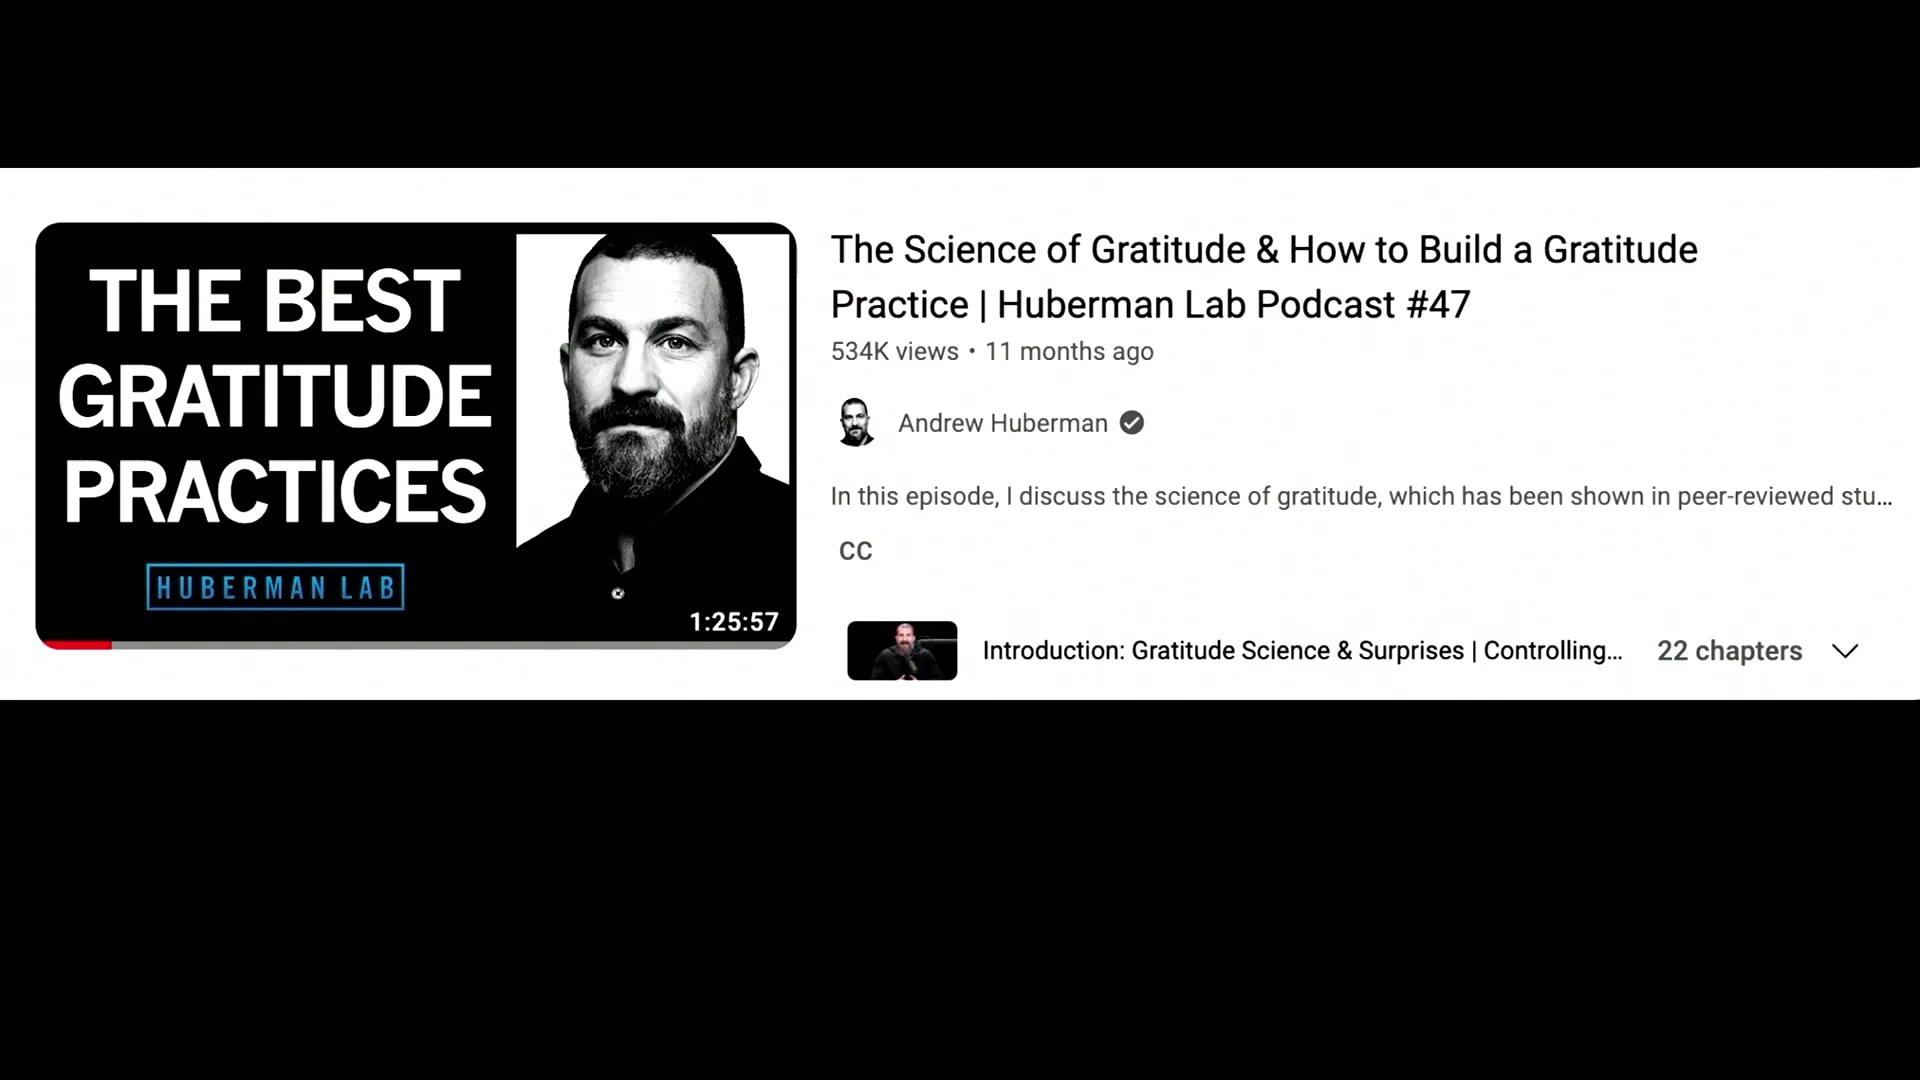 THE BEST
GRATITUDE
PRACTICES
HUBERMAN LAB
1:25:57
The Science of Gratitude & How to Build a Gratitude
Practice | Huberman Lab Podcast #47
534K views • 11 months ago
Andrew Huberman
In this episode, I discuss the science of gratitude, which has been shown in peer-reviewed stu...
CC
Introduction: Gratitude Science & Surprises | Controlling...
22 chapters